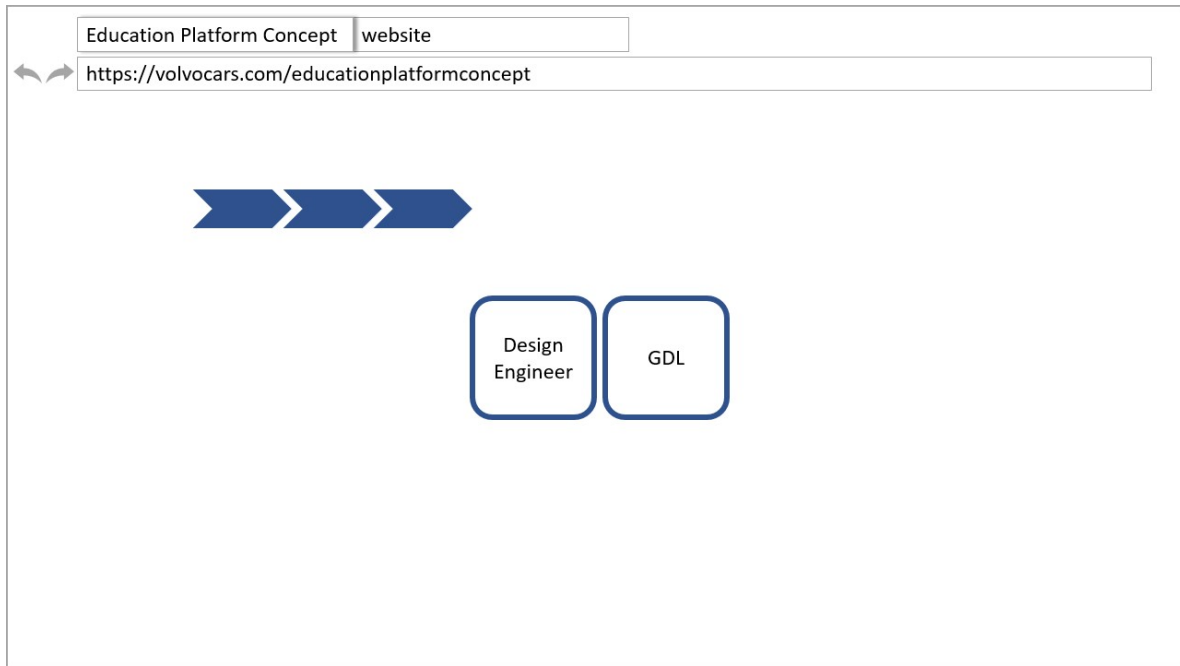 Education Platform Concept
website
https://volvocars.com/educationplatformconcept
Design
Engineer
GDL